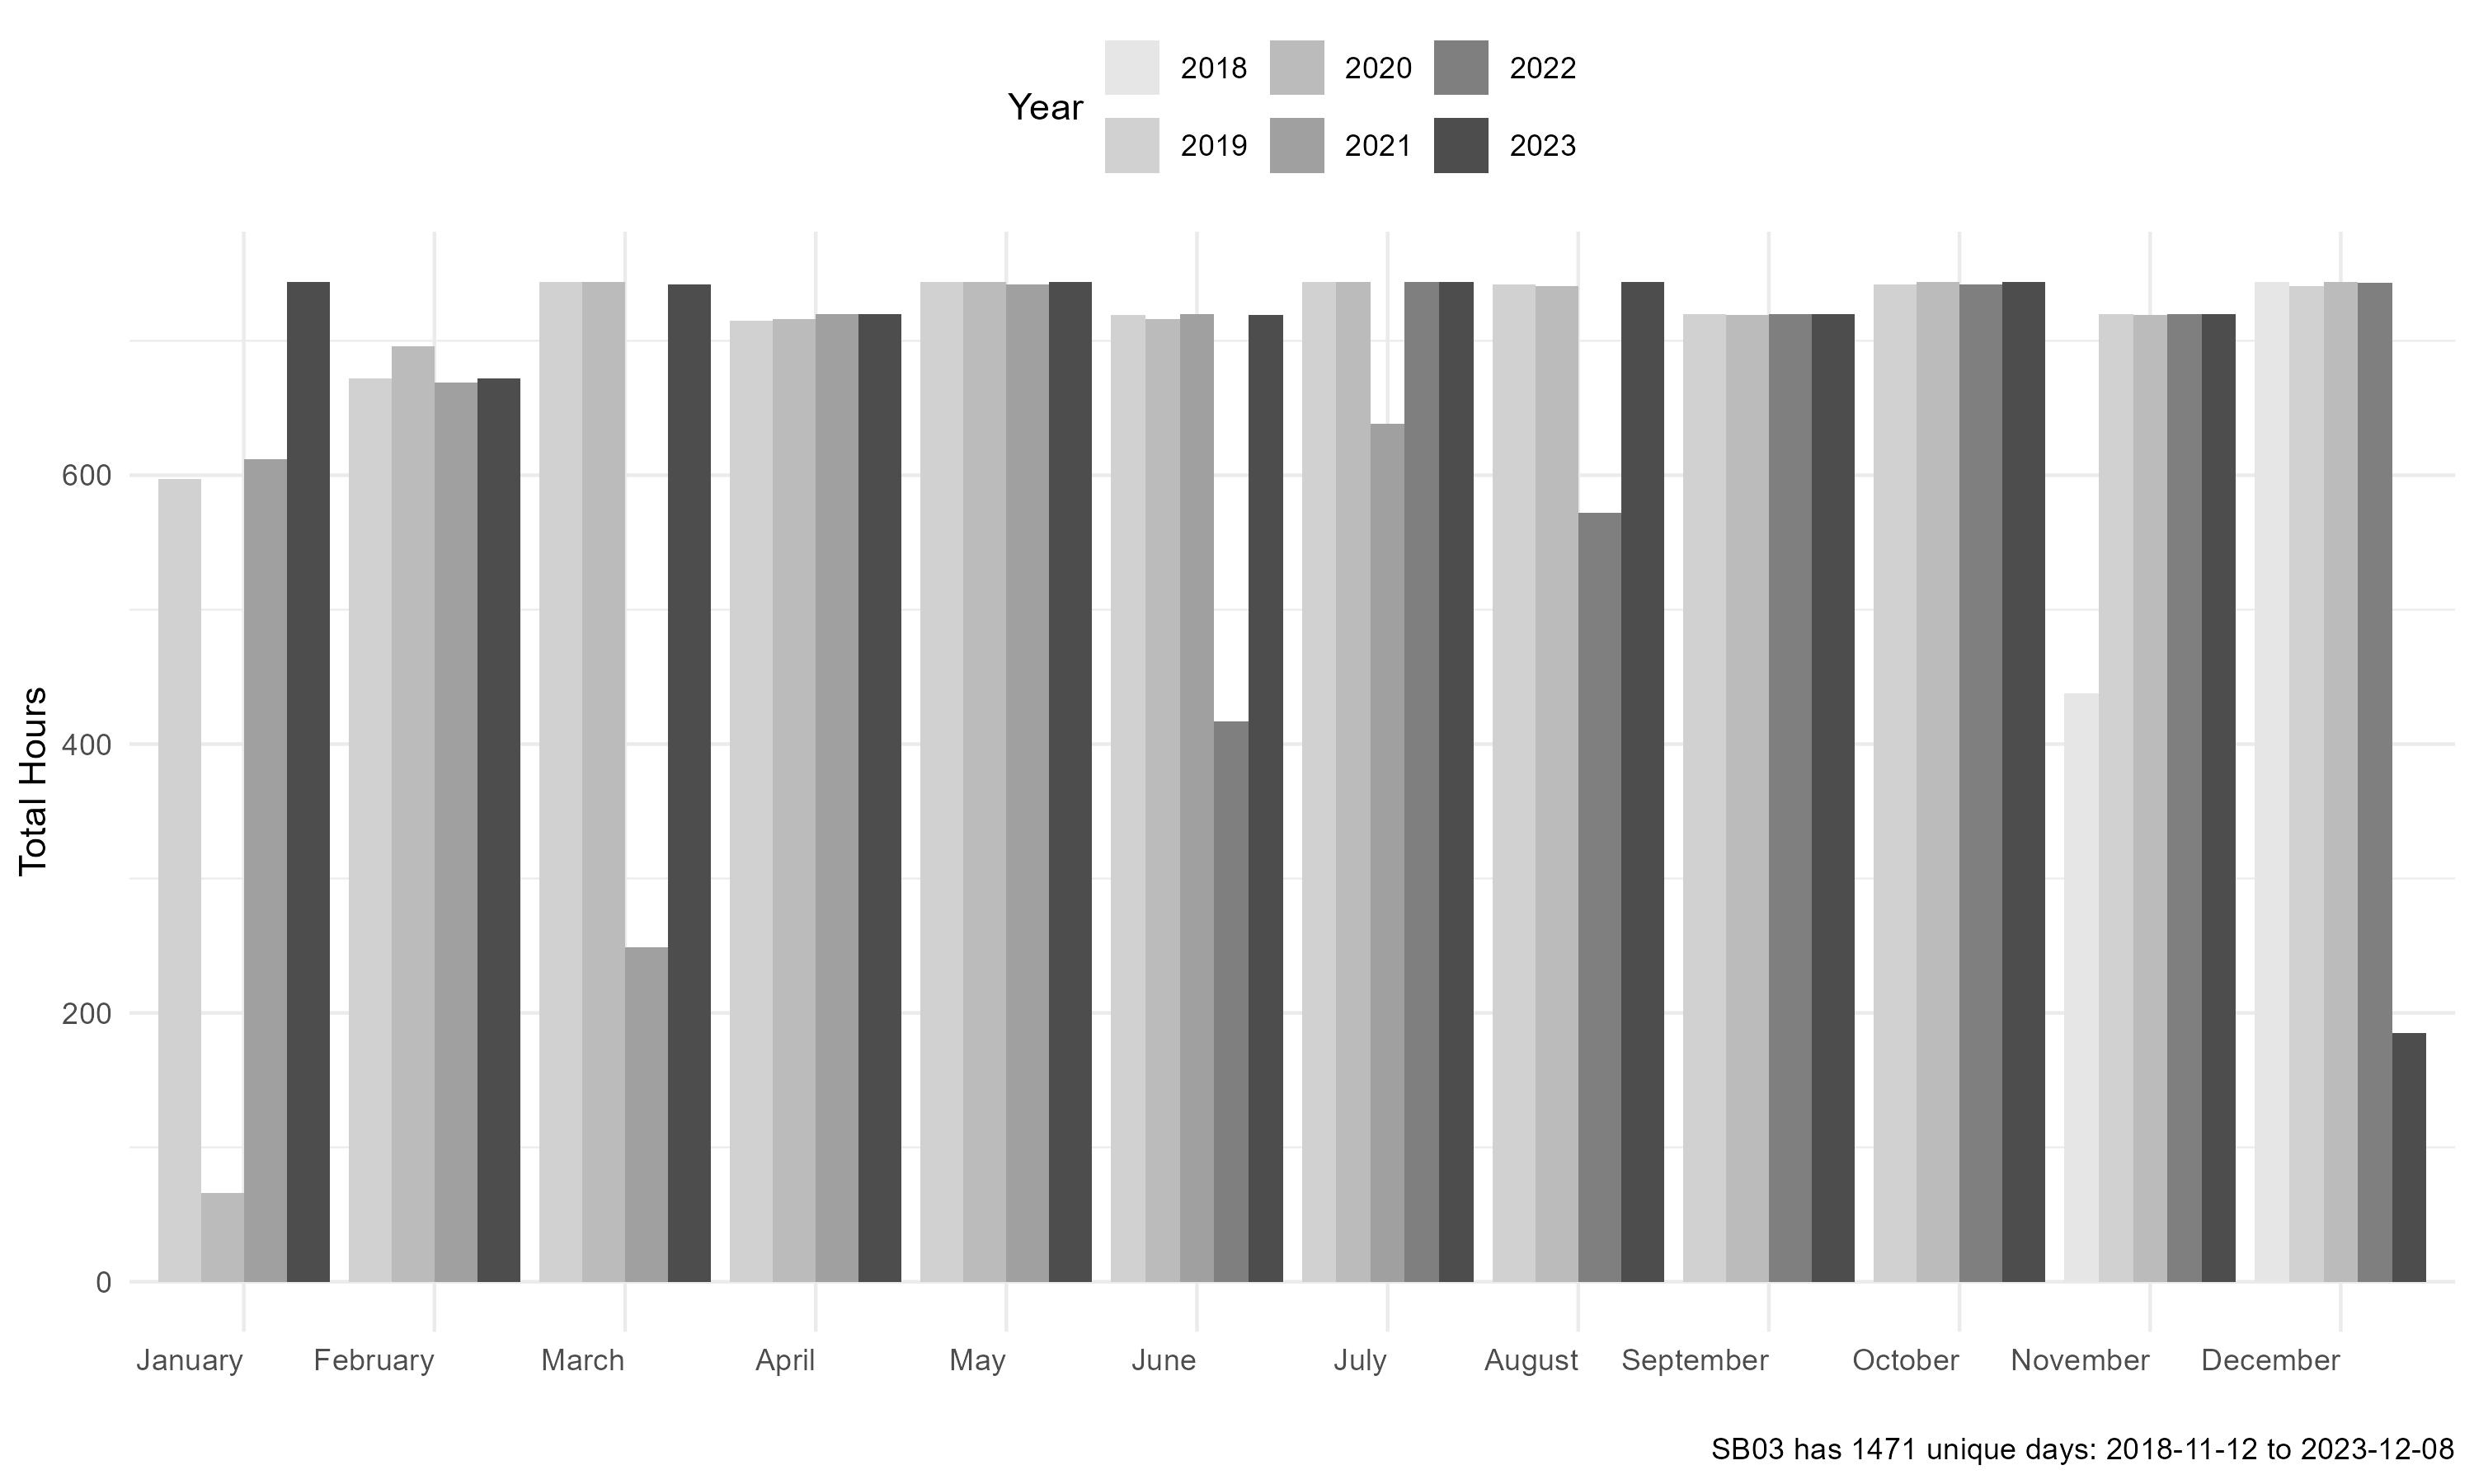 Year
2018 2020 2022
2019 2021 2023
Total Hours
600
400
200
0
January February March April May June July August September October November December
SB03 has 1471 unique days: 2018-11-12 to 2023-12-08